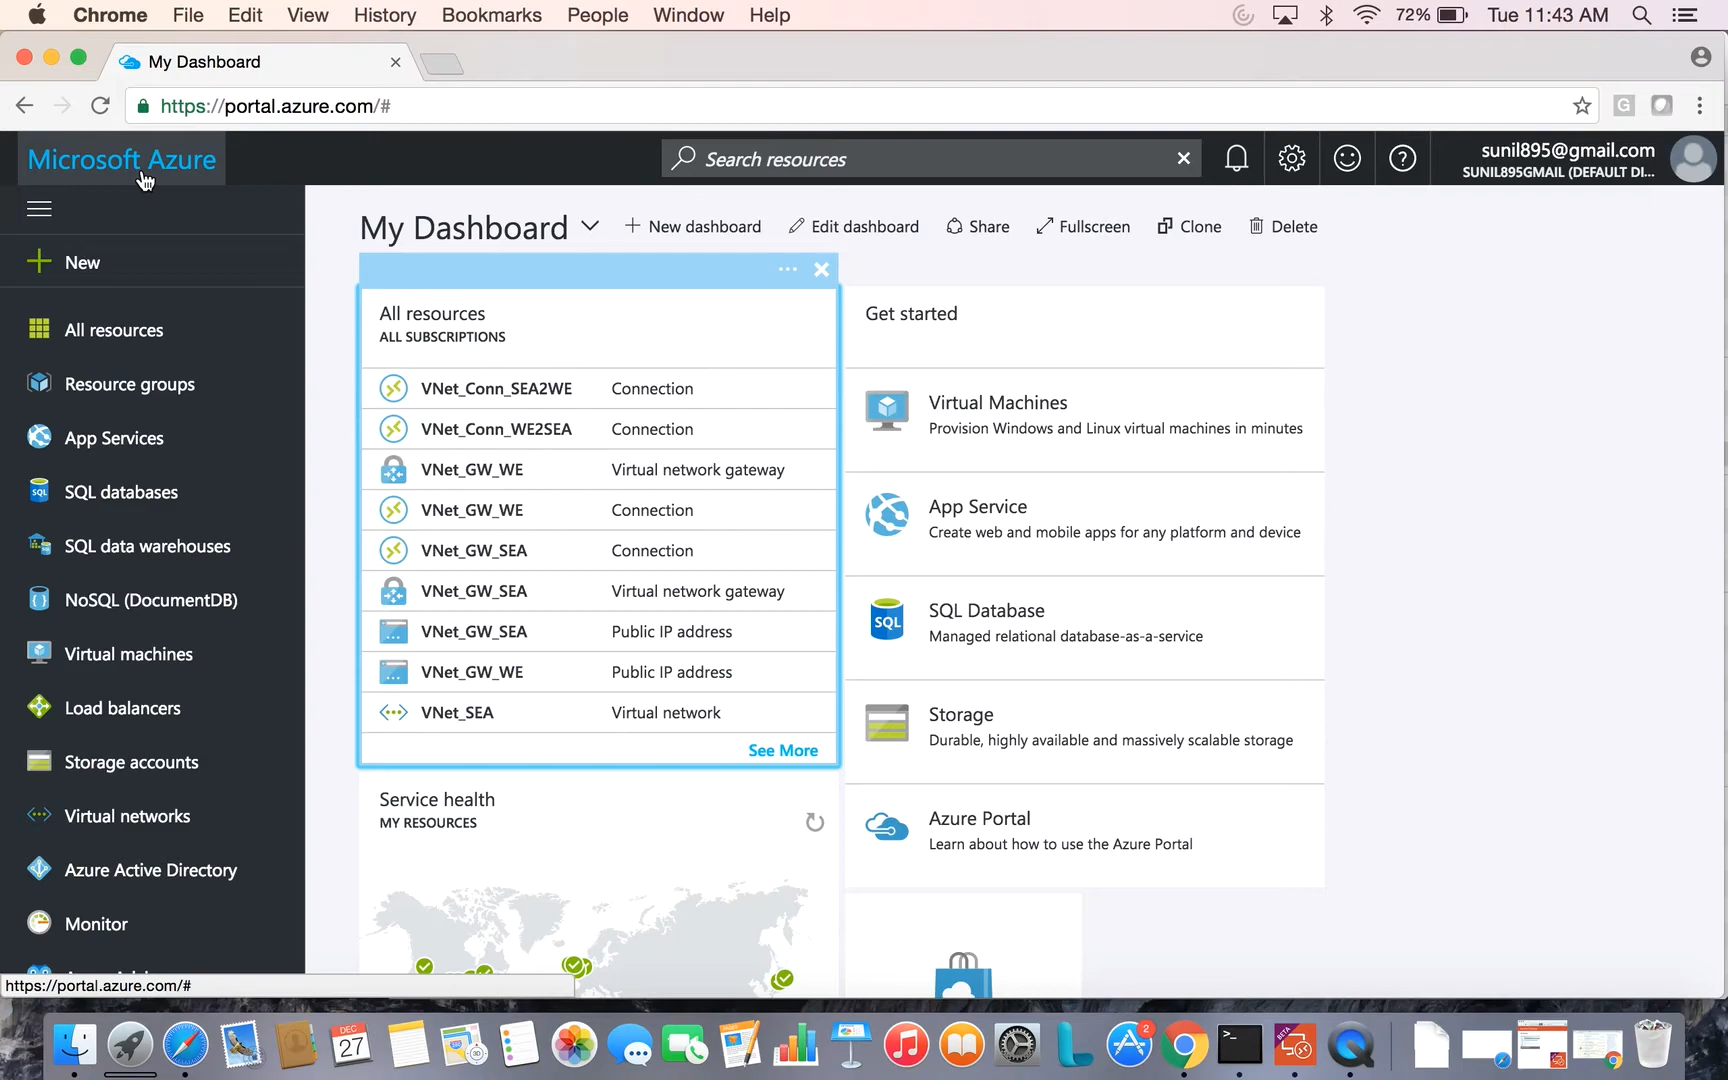 Chrome File Edit View History Bookmarks People Window Help 72% Tue 11:43 AM
My Dashboard
https://portal.azure.com/#
Microsoft Azure
Search resources
sunil895@gmail.com
SUNIL895GMAIL (DEFAULT DI...
My Dashboard
New dashboard
Edit dashboard
Share
Fullscreen
Clone
Delete
New
All resources
Resource groups
App Services
SQL databases
SQL data warehouses
NoSQL (DocumentDB)
Virtual machines
Load balancers
Storage accounts
Virtual networks
Azure Active Directory
Monitor
https://portal.azure.com/#
All resources
ALL SUBSCRIPTIONS
VNet_Conn_SEA2WE Connection
VNet_Conn_WE2SEA Connection
VNet_GW_WE Virtual network gateway
VNet_GW_WE Connection
VNet_GW_SEA Connection
VNet_GW_SEA Virtual network gateway
VNet_GW_SEA Public IP address
VNet_GW_WE Public IP address
VNet_SEA Virtual network
See More
Service health
MY RESOURCES
Get started
Virtual Machines
Provision Windows and Linux virtual machines in minutes
App Service
Create web and mobile apps for any platform and device
SQL
SQL Database
Managed relational database-as-a-service
Storage
Durable, highly available and massively scalable storage
Azure Portal
Learn about how to use the Azure Portal
DEC
27
2
BETA